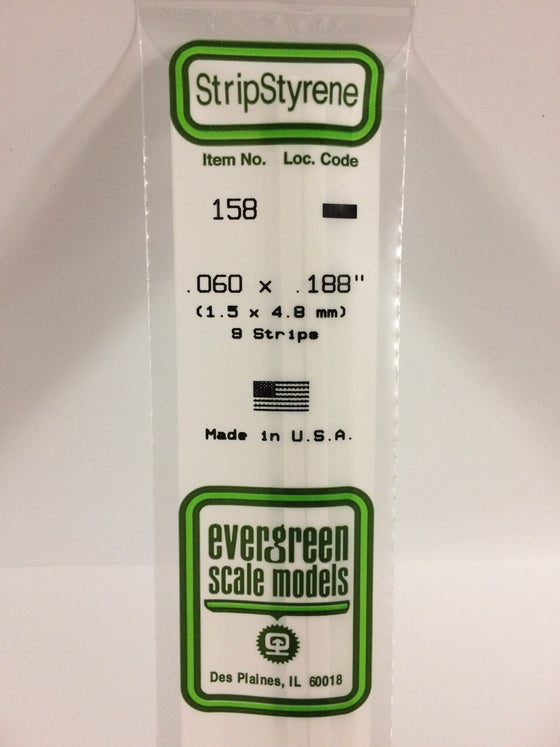 StripStyrene
Item No. Loc. Code
158
.060 x .188"
(1.5 x 4.8 mm)
9 Strips
Made in U.S.A.
evergreen
scale models
Des Plaines, IL 60018